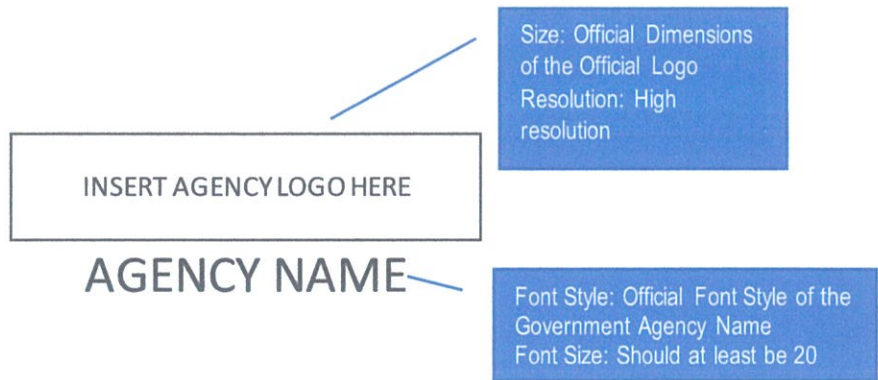 Size: Official Dimensions
of the Official Logo
Resolution: High
resolution
INSERT AGENCY LOGO HERE
AGENCY NAME
Font Style: Official Font Style of the
Government Agency Name
Font Size: Should at least be 20